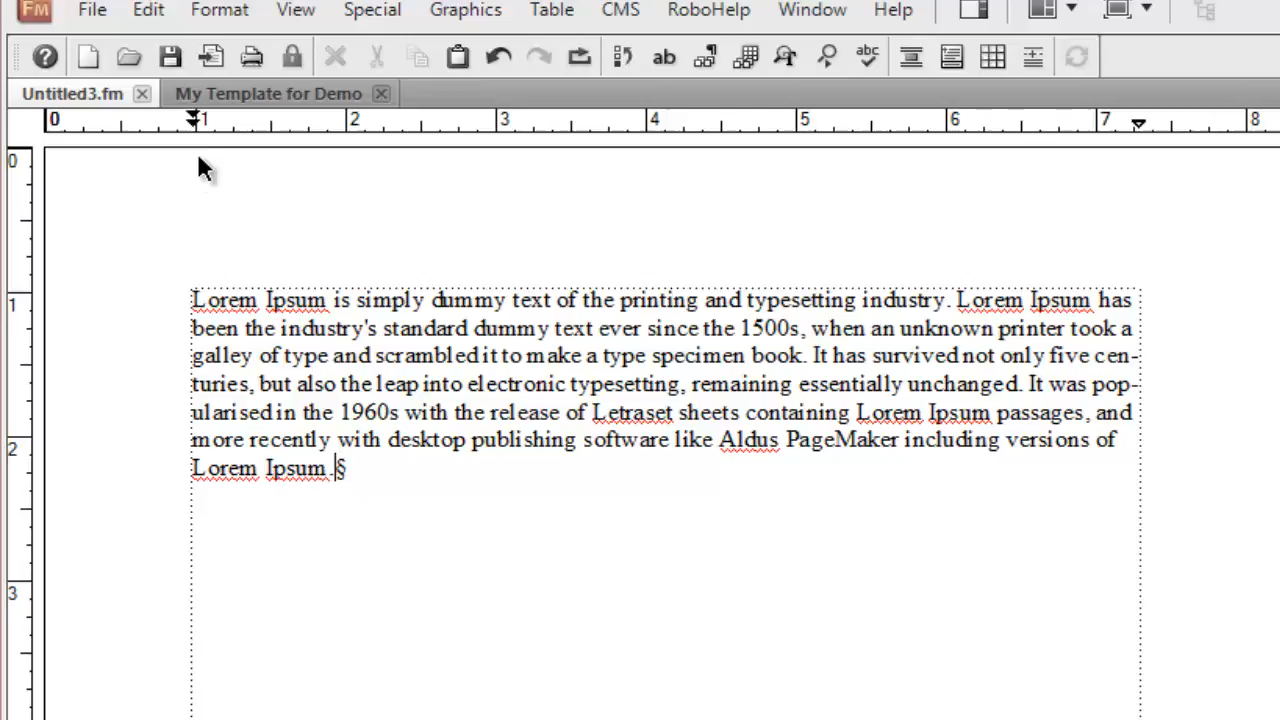 Fm File Edit Format View Special Graphics Table CMS RoboHelp Window Help
ab abc
Untitled3.fm My Template for Demo
0 1 2 3 4 5 6 7 8
0
1
2
3
Lorem Ipsum is simply dummy text of the printing and typesetting industry. Lorem Ipsum has
been the industry's standard dummy text ever since the 1500s, when an unknown printer took a
galley of type and scrambled it to make a type specimen book. It has survived not only five cen-
turies, but also the leap into electronic typesetting, remaining essentially unchanged. It was pop-
ularised in the 1960s with the release of Letraset sheets containing Lorem Ipsum passages, and
more recently with desktop publishing software like Aldus PageMaker including versions of
Lorem Ipsum.§